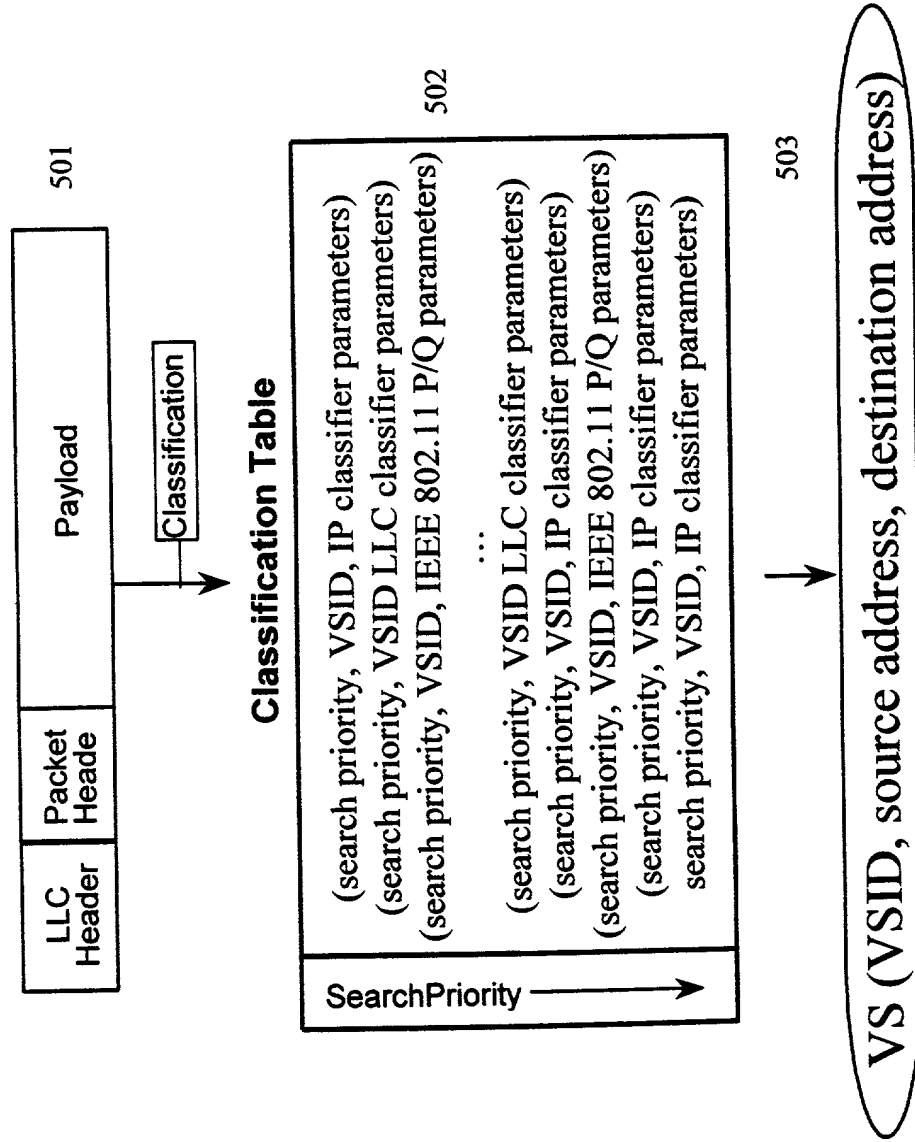 LLC
Header
Packet
Heade
Payload
501
Classification
Classification Table
SearchPriority
(search priority, VSID, IP classifier parameters)
(search priority, VSID LLC classifier parameters)
(search priority, VSID, IEEE 802.11 P/Q parameters)
...
(search priority, VSID LLC classifier parameters)
(search priority, VSID, IP classifier parameters)
(search priority, VSID, IEEE 802.11 P/Q parameters)
(search priority, VSID, IP classifier parameters)
search priority, VSID, IP classifier parameters)
502
503
VS (VSID, source address, destination address)